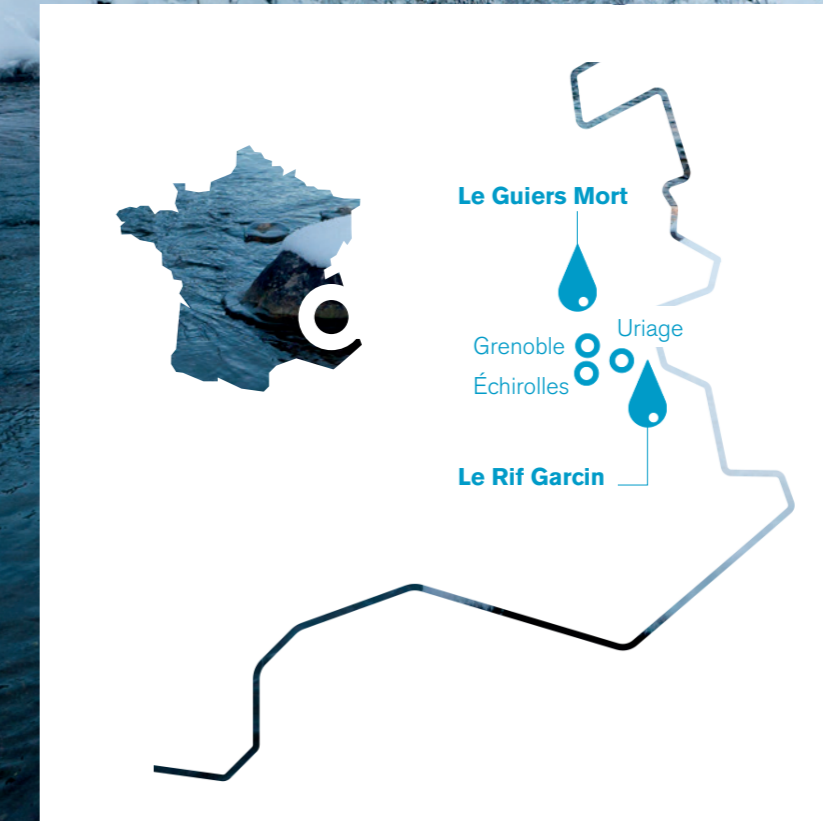 Le Guiers Mort
Uriage
Grenoble
Échirolles
Le Rif Garcin